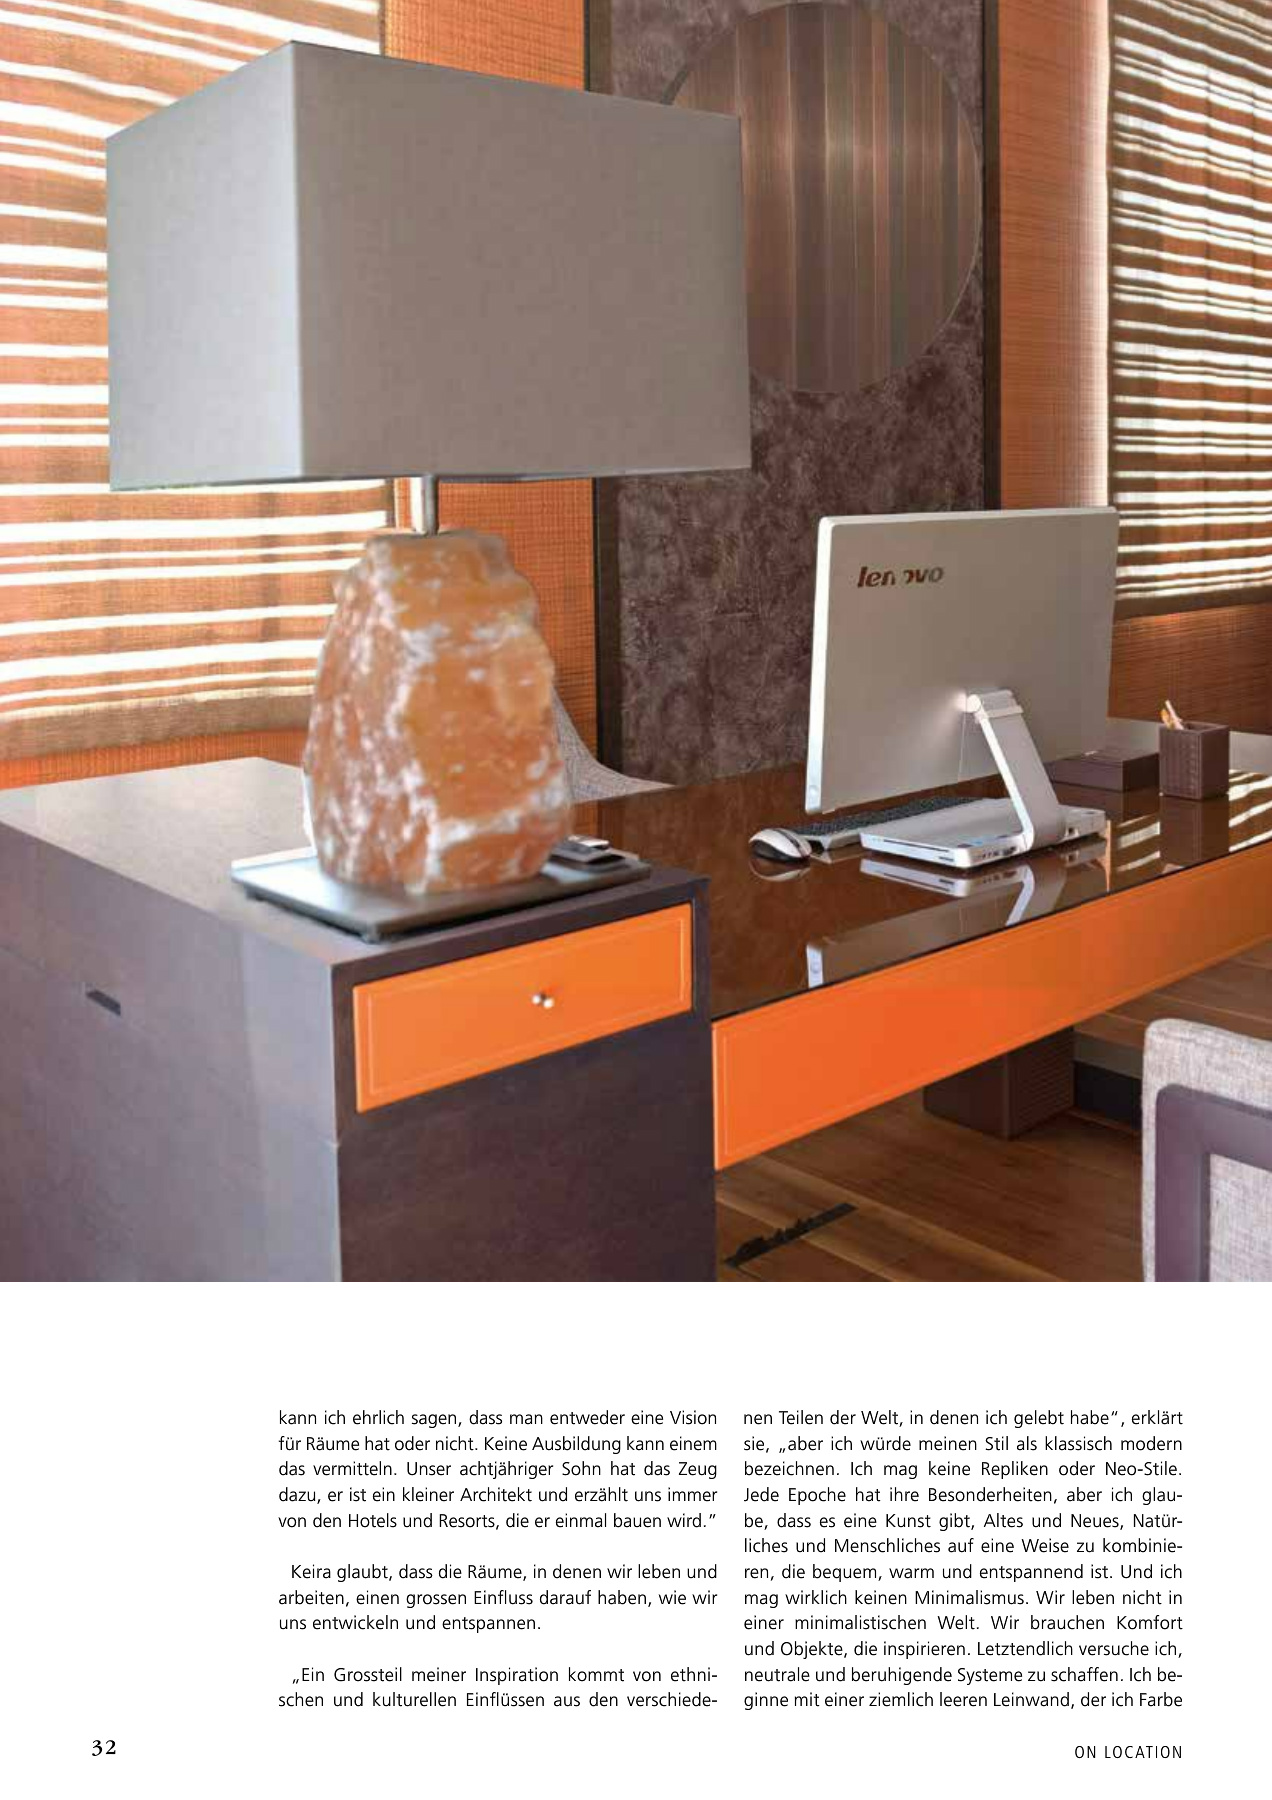 lenovo
kann ich ehrlich sagen, dass man entweder eine Vision
für Räume hat oder nicht. Keine Ausbildung kann einem
das vermitteln. Unser achtjähriger Sohn hat das Zeug
dazu, er ist ein kleiner Architekt und erzählt uns immer
von den Hotels und Resorts, die er einmal bauen wird.”
Keira glaubt, dass die Räume, in denen wir leben und
arbeiten, einen grossen Einfluss darauf haben, wie wir
uns entwickeln und entspannen.
„Ein Grossteil meiner Inspiration kommt von ethni-
schen und kulturellen Einflüssen aus den verschiede-
nen Teilen der Welt, in denen ich gelebt habe“, erklärt
sie, „aber ich würde meinen Stil als klassisch modern
bezeichnen. Ich mag keine Repliken oder Neo-Stile.
Jede Epoche hat ihre Besonderheiten, aber ich glau-
be, dass es eine Kunst gibt, Altes und Neues, Natür-
liches und Menschliches auf eine Weise zu kombinie-
ren, die bequem, warm und entspannend ist. Und ich
mag wirklich keinen Minimalismus. Wir leben nicht in
einer minimalistischen Welt. Wir brauchen Komfort
und Objekte, die inspirieren. Letztendlich versuche ich,
neutrale und beruhigende Systeme zu schaffen. Ich be-
ginne mit einer ziemlich leeren Leinwand, der ich Farbe
32
ON LOCATION